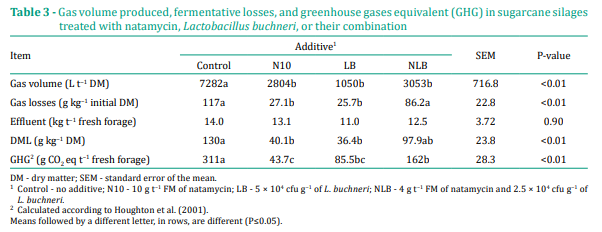 Table 3 - Gas volume produced, fermentative losses, and greenhouse gases equivalent (GHG) in sugarcane silages
treated with natamycin, Lactobacillus buchneri, or their combination
Item Additive¹ SEM P-value
Control N10 LB NLB
Gas volume (L t⁻¹ DM) 7282a 2804b 1050b 3053b 716.8 <0.01
Gas losses (g kg⁻¹ initial DM) 117a 27.1b 25.7b 86.2a 22.8 <0.01
Effluent (kg t⁻¹ fresh forage) 14.0 13.1 11.0 12.5 3.72 0.90
DML (g kg⁻¹ DM) 130a 40.1b 36.4b 97.9ab 23.8 <0.01
GHG² (g CO₂ eq t⁻¹ fresh forage) 311a 43.7c 85.5bc 162b 28.3 <0.01
DM - dry matter; SEM - standard error of the mean.
¹ Control - no additive; N10 - 10 g t⁻¹ FM of natamycin; LB - 5 × 10⁴ cfu g⁻¹ of L. buchneri; NLB - 4 g t⁻¹ FM of natamycin and 2.5 × 10⁴ cfu g⁻¹ of
L. buchneri.
² Calculated according to Houghton et al. (2001).
Means followed by a different letter, in rows, are different (P≤0.05).